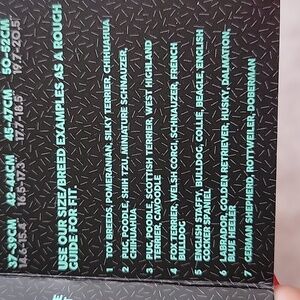 37-39CM 42-44CM 45-47CM 50-52CM
14.4-15.4 16.5-17.3 17.7-18.5 19.7-20.5
USE OUR SIZE/BREED EXAMPLES AS A ROUGH
GUIDE FOR FIT.
1 TOY BREEDS, POMERANIAN, SILKY TERRIER, CHIHUAHUA
2 PUG, POODLE, SHIH TZU, MINIATURE SCHNAUZER,
CHIHUAHUA
3 PUG, POODLE, SCOTTISH TERRIER, WEST HIGHLAND
TERRIER, CAVOODLE
4 FOX TERRIER, WELSH CORGI, SCHNAUZER, FRENCH
BULLDOG
5 ENGLISH STAFFY, BULLDOG, COLLIE, BEAGLE, ENGLISH
COCKER SPANIEL
6 LABRADOR, GOLDEN RETRIEVER, HUSKY, DALMATION,
BLUE HEELER
7 GERMAN SHEPHERD, ROTTWEILER, DOBERMAN